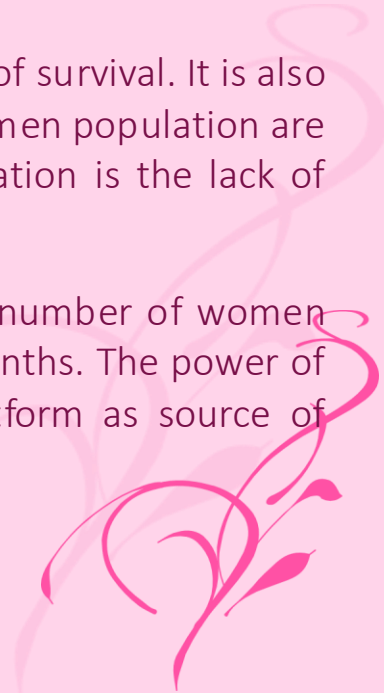 of survival. It is also
men population are
ation is the lack of
number of women
nths. The power of
tform as source of